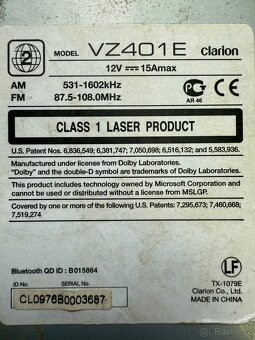 2
MODEL VZ401E clarion
12V⎓ 15Amax
AM 531-1602kHz
FM 87.5-108.0MHz
АЯ 46
CLASS 1 LASER PRODUCT
U.S. Patent Nos. 6,836,549; 6,381,747; 7,050,698; 6,516,132; and 5,583,936.
Manufactured under license from Dolby Laboratories.
"Dolby" and the double-D symbol are trademarks of Dolby Laboratories.
This product includes technology owned by Microsoft Corporation and
cannot be used or distributed without a license from MSLGP.
Covered by one or more of the following patents: U.S. Patents: 7,295,673; 7,460,668;
7,519,274
Bluetooth QD ID : B015864
LF
ID No. SERIAL No.
CL0976B0003687
TX-1079E
Clarion Co., Ltd.
MADE IN CHINA